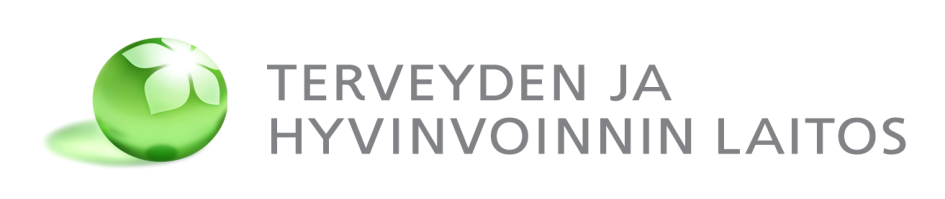 TERVEYDEN JA
HYVINVOINNIN LAITOS